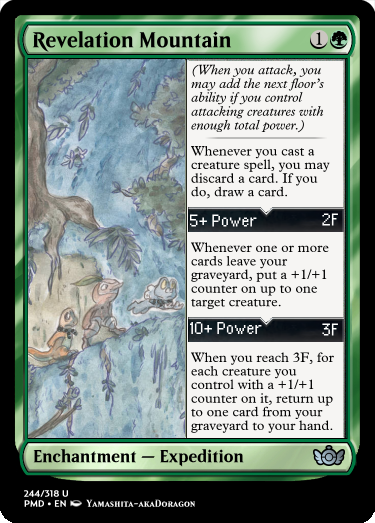 Revelation Mountain 1
(When you attack, you
may add the next floor's
ability if you control
attacking creatures with
enough total power.)
Whenever you cast a
creature spell, you may
discard a card. If you
do, draw a card.
5+ Power 2F
Whenever one or more
cards leave your
graveyard, put a +1/+1
counter on up to one
target creature.
10+ Power 3F
When you reach 3F, for
each creature you
control with a +1/+1
counter on it, return up
to one card from your
graveyard to your hand.
Enchantment — Expedition
244/318 U
PMD • EN Yamashita-akaDoragon